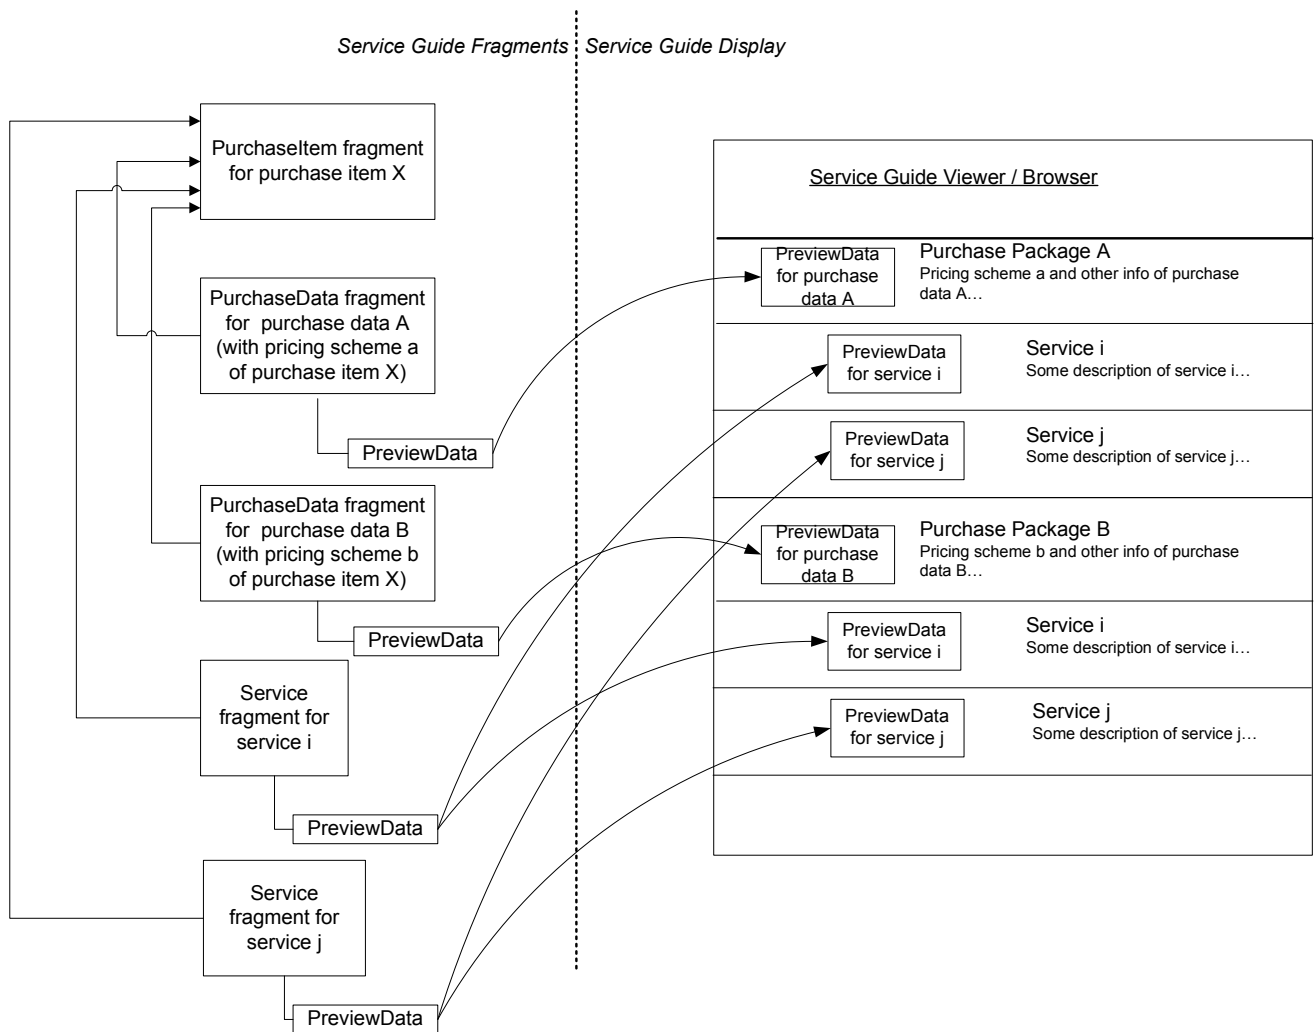 Service Guide Fragments
Service Guide Display
PurchaseItem fragment
for purchase item X
PurchaseData fragment
for purchase data A
(with pricing scheme a
of purchase item X)
PreviewData
PurchaseData fragment
for purchase data B
(with pricing scheme b
of purchase item X)
PreviewData
Service
fragment for
service i
PreviewData
Service
fragment for
service j
PreviewData
Service Guide Viewer / Browser
PreviewData
for purchase
data A
Purchase Package A
Pricing scheme a and other info of purchase
data A…
PreviewData
for service i
Service i
Some description of service i…
PreviewData
for service j
Service j
Some description of service j…
PreviewData
for purchase
data B
Purchase Package B
Pricing scheme b and other info of purchase
data B…
PreviewData
for service i
Service i
Some description of service i…
PreviewData
for service j
Service j
Some description of service j…